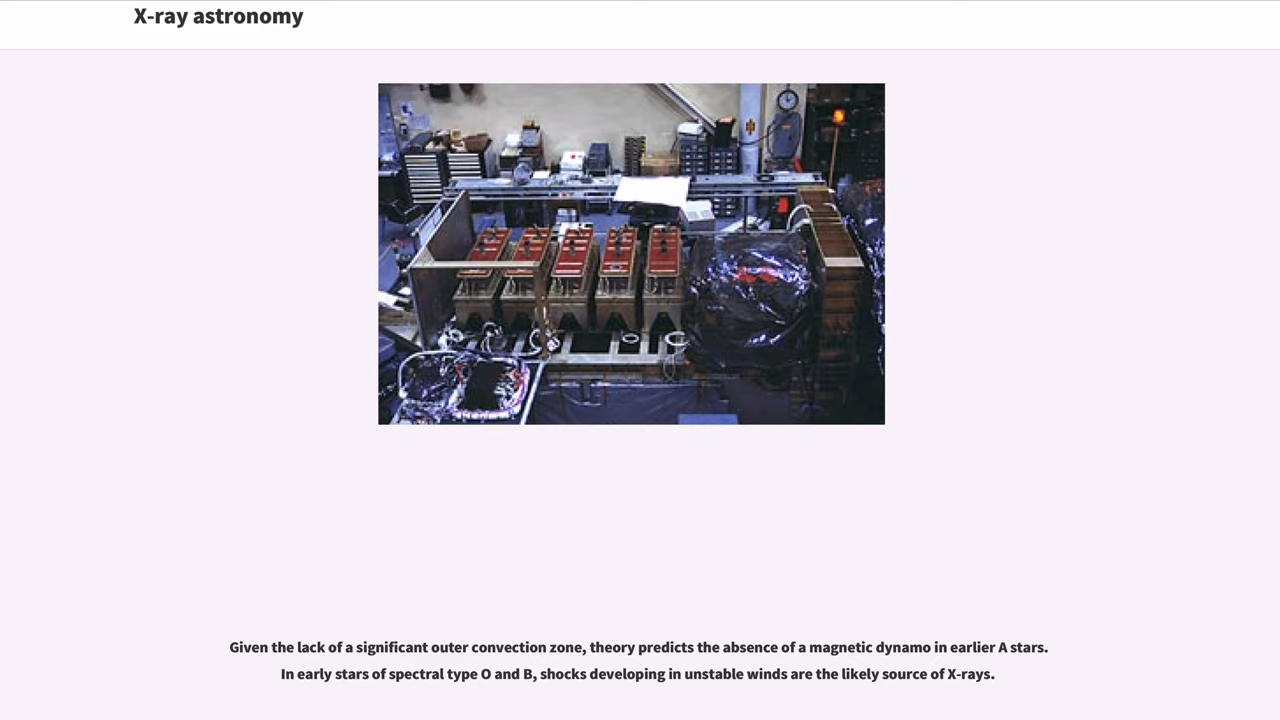 X-ray astronomy
Given the lack of a significant outer convection zone, theory predicts the absence of a magnetic dynamo in earlier A stars.
In early stars of spectral type O and B, shocks developing in unstable winds are the likely source of X-rays.